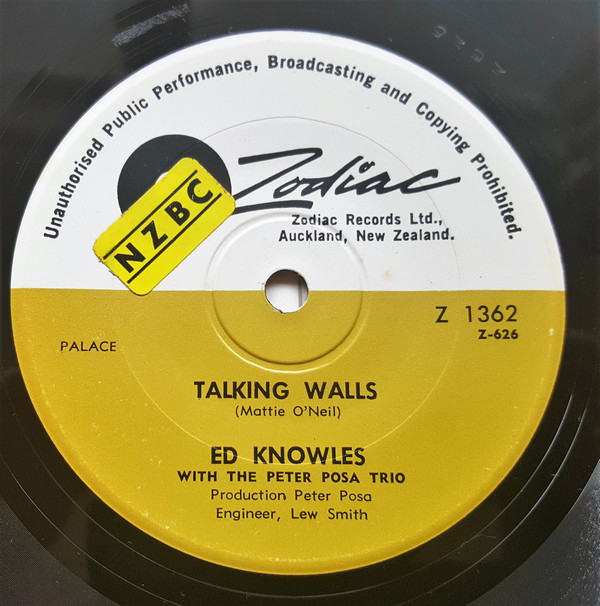 Unauthorised Public Performance, Broadcasting and Copying Prohibited.
Zodiac
NZBC
Zodiac Records Ltd.,
Auckland, New Zealand.
Z 1362
Z-626
PALACE
TALKING WALLS
(Mattie O'Neil)
ED KNOWLES
WITH THE PETER POSA TRIO
Production Peter Posa
Engineer, Lew Smith